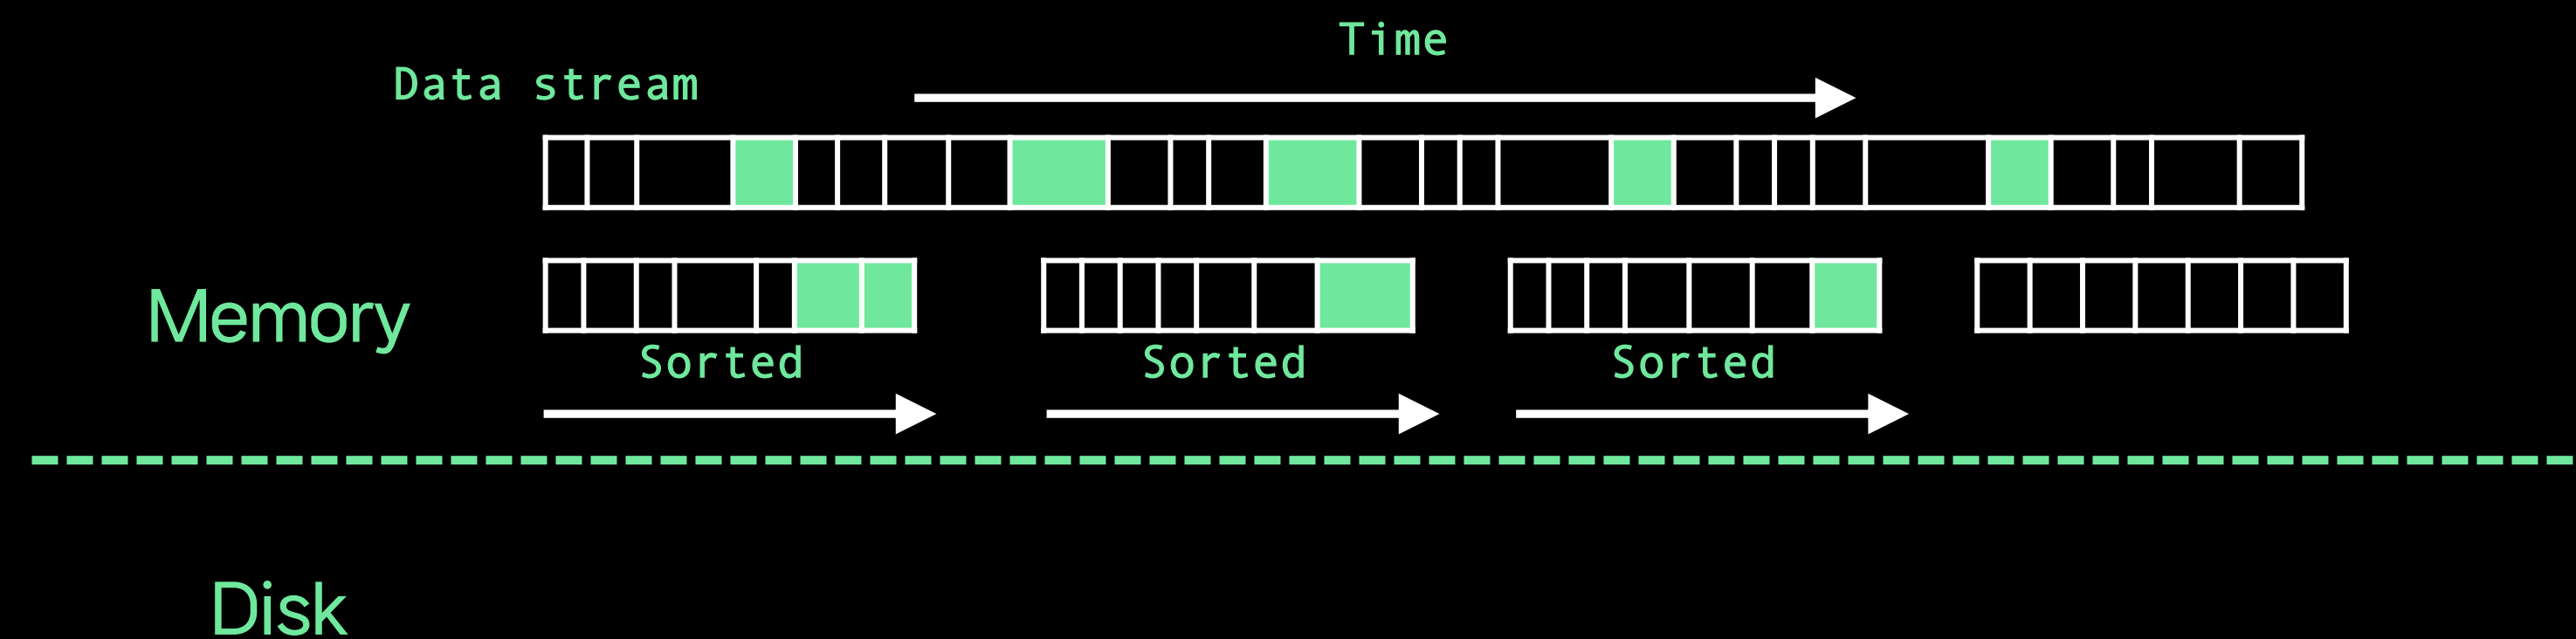 Time
Data stream
Memory
Sorted
Sorted
Sorted
Disk